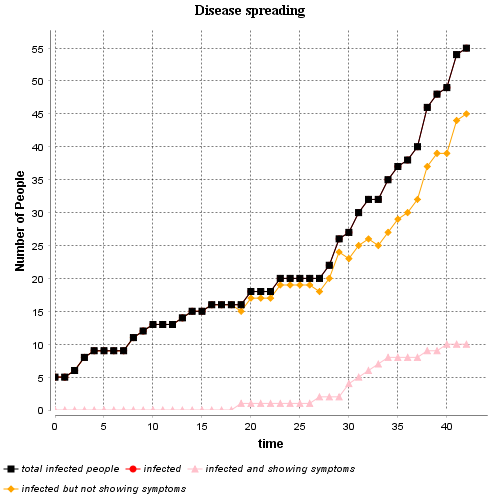 Disease spreading
55
50
45
40
35
30
25
20
15
10
5
0
Number of People
0 5 10 15 20 25 30 35 40
time
total infected people infected infected and showing symptoms
infected but not showing symptoms